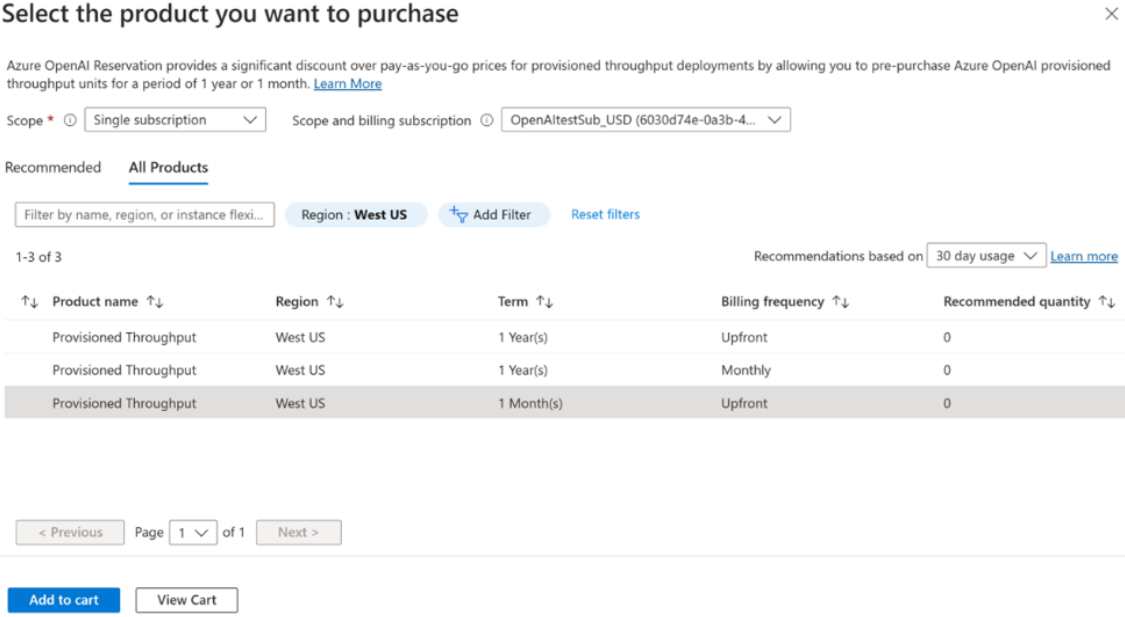 Select the product you want to purchase
Azure OpenAI Reservation provides a significant discount over pay-as-you-go prices for provisioned throughput deployments by allowing you to pre-purchase Azure OpenAI provisioned
throughput units for a period of 1 year or 1 month. Learn More
Scope * Single subscription Scope and billing subscription OpenAItestSub_USD (6030d74e-0a3b-4...
Recommended All Products
Filter by name, region, or instance flexi... Region : West US Add Filter Reset filters
1-3 of 3 Recommendations based on 30 day usage Learn more
Product name Region Term Billing frequency Recommended quantity
Provisioned Throughput West US 1 Year(s) Upfront 0
Provisioned Throughput West US 1 Year(s) Monthly 0
Provisioned Throughput West US 1 Month(s) Upfront 0
< Previous Page 1 of 1 Next >
Add to cart View Cart